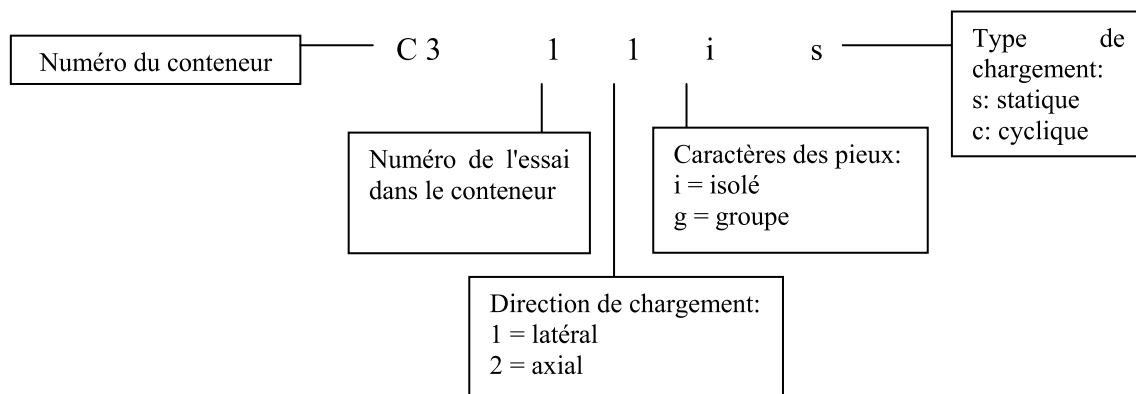 Numéro du conteneur
C 3 1 1 i s
Type de
chargement:
s: statique
c: cyclique
Numéro de l'essai
dans le conteneur
Caractères des pieux:
i = isolé
g = groupe
Direction de chargement:
1 = latéral
2 = axial